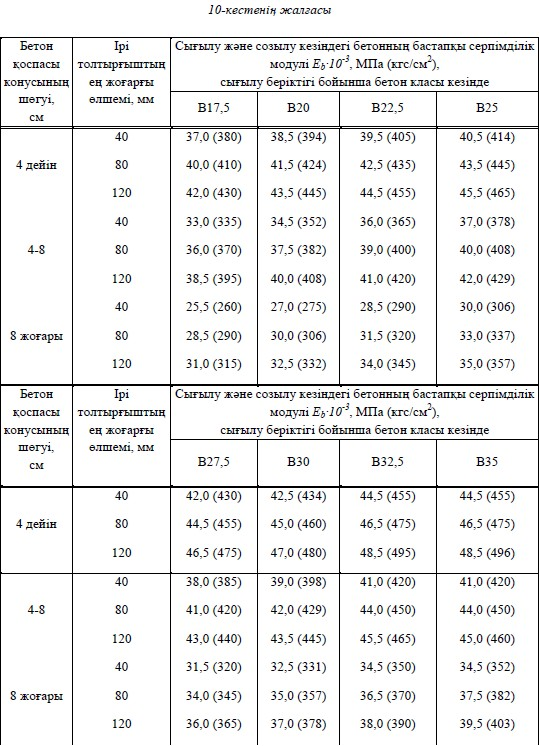 10-кестенің жалғасы
Бетон қоспасы конусының шөгуі, см | Ірі толтырғыштың ең жоғарғы өлшемі, мм | Сығылу және созылу кезіндегі бетонның бастапқы серпімділік модулі Eb·10-3, МПа (кгс/см2), сығылу беріктігі бойынша бетон класы кезінде
В17,5 | В20 | В22,5 | В25
4 дейін | 40 | 37,0 (380) | 38,5 (394) | 39,5 (405) | 40,5 (414)
80 | 40,0 (410) | 41,5 (424) | 42,5 (435) | 43,5 (445)
120 | 42,0 (430) | 43,5 (445) | 44,5 (455) | 45,5 (465)
4-8 | 40 | 33,0 (335) | 34,5 (352) | 36,0 (365) | 37,0 (378)
80 | 36,0 (370) | 37,5 (382) | 39,0 (400) | 40,0 (408)
120 | 38,5 (395) | 40,0 (408) | 41,0 (420) | 42,0 (429)
8 жоғары | 40 | 25,5 (260) | 27,0 (275) | 28,5 (290) | 30,0 (306)
80 | 28,5 (290) | 30,0 (306) | 31,5 (320) | 33,0 (337)
120 | 31,0 (315) | 32,5 (332) | 34,0 (345) | 35,0 (357)
Бетон қоспасы конусының шөгуі, см | Ірі толтырғыштың ең жоғарғы өлшемі, мм | Сығылу және созылу кезіндегі бетонның бастапқы серпімділік модулі Eb·10-3, МПа (кгс/см2), сығылу беріктігі бойынша бетон класы кезінде
В27,5 | В30 | В32,5 | В35
4 дейін | 40 | 42,0 (430) | 42,5 (434) | 44,5 (455) | 44,5 (455)
80 | 44,5 (455) | 45,0 (460) | 46,5 (475) | 46,5 (475)
120 | 46,5 (475) | 47,0 (480) | 48,5 (495) | 48,5 (496)
4-8 | 40 | 38,0 (385) | 39,0 (398) | 41,0 (420) | 41,0 (420)
80 | 41,0 (420) | 42,0 (429) | 44,0 (450) | 44,0 (450)
120 | 43,0 (440) | 43,5 (445) | 45,5 (465) | 45,0 (460)
8 жоғары | 40 | 31,5 (320) | 32,5 (331) | 34,5 (350) | 34,5 (352)
80 | 34,0 (345) | 35,0 (357) | 36,5 (370) | 37,5 (382)
120 | 36,0 (365) | 37,0 (378) | 38,0 (390) | 39,5 (403)